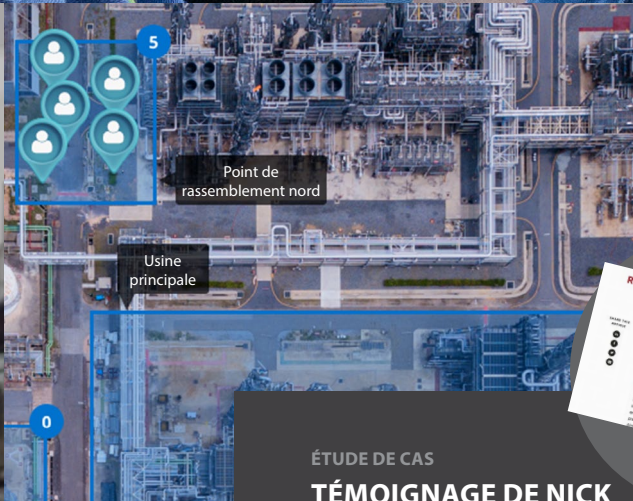 5
Point de
rassemblement nord
Usine
principale
0
ÉTUDE DE CAS
TÉMOIGNAGE DE NICK